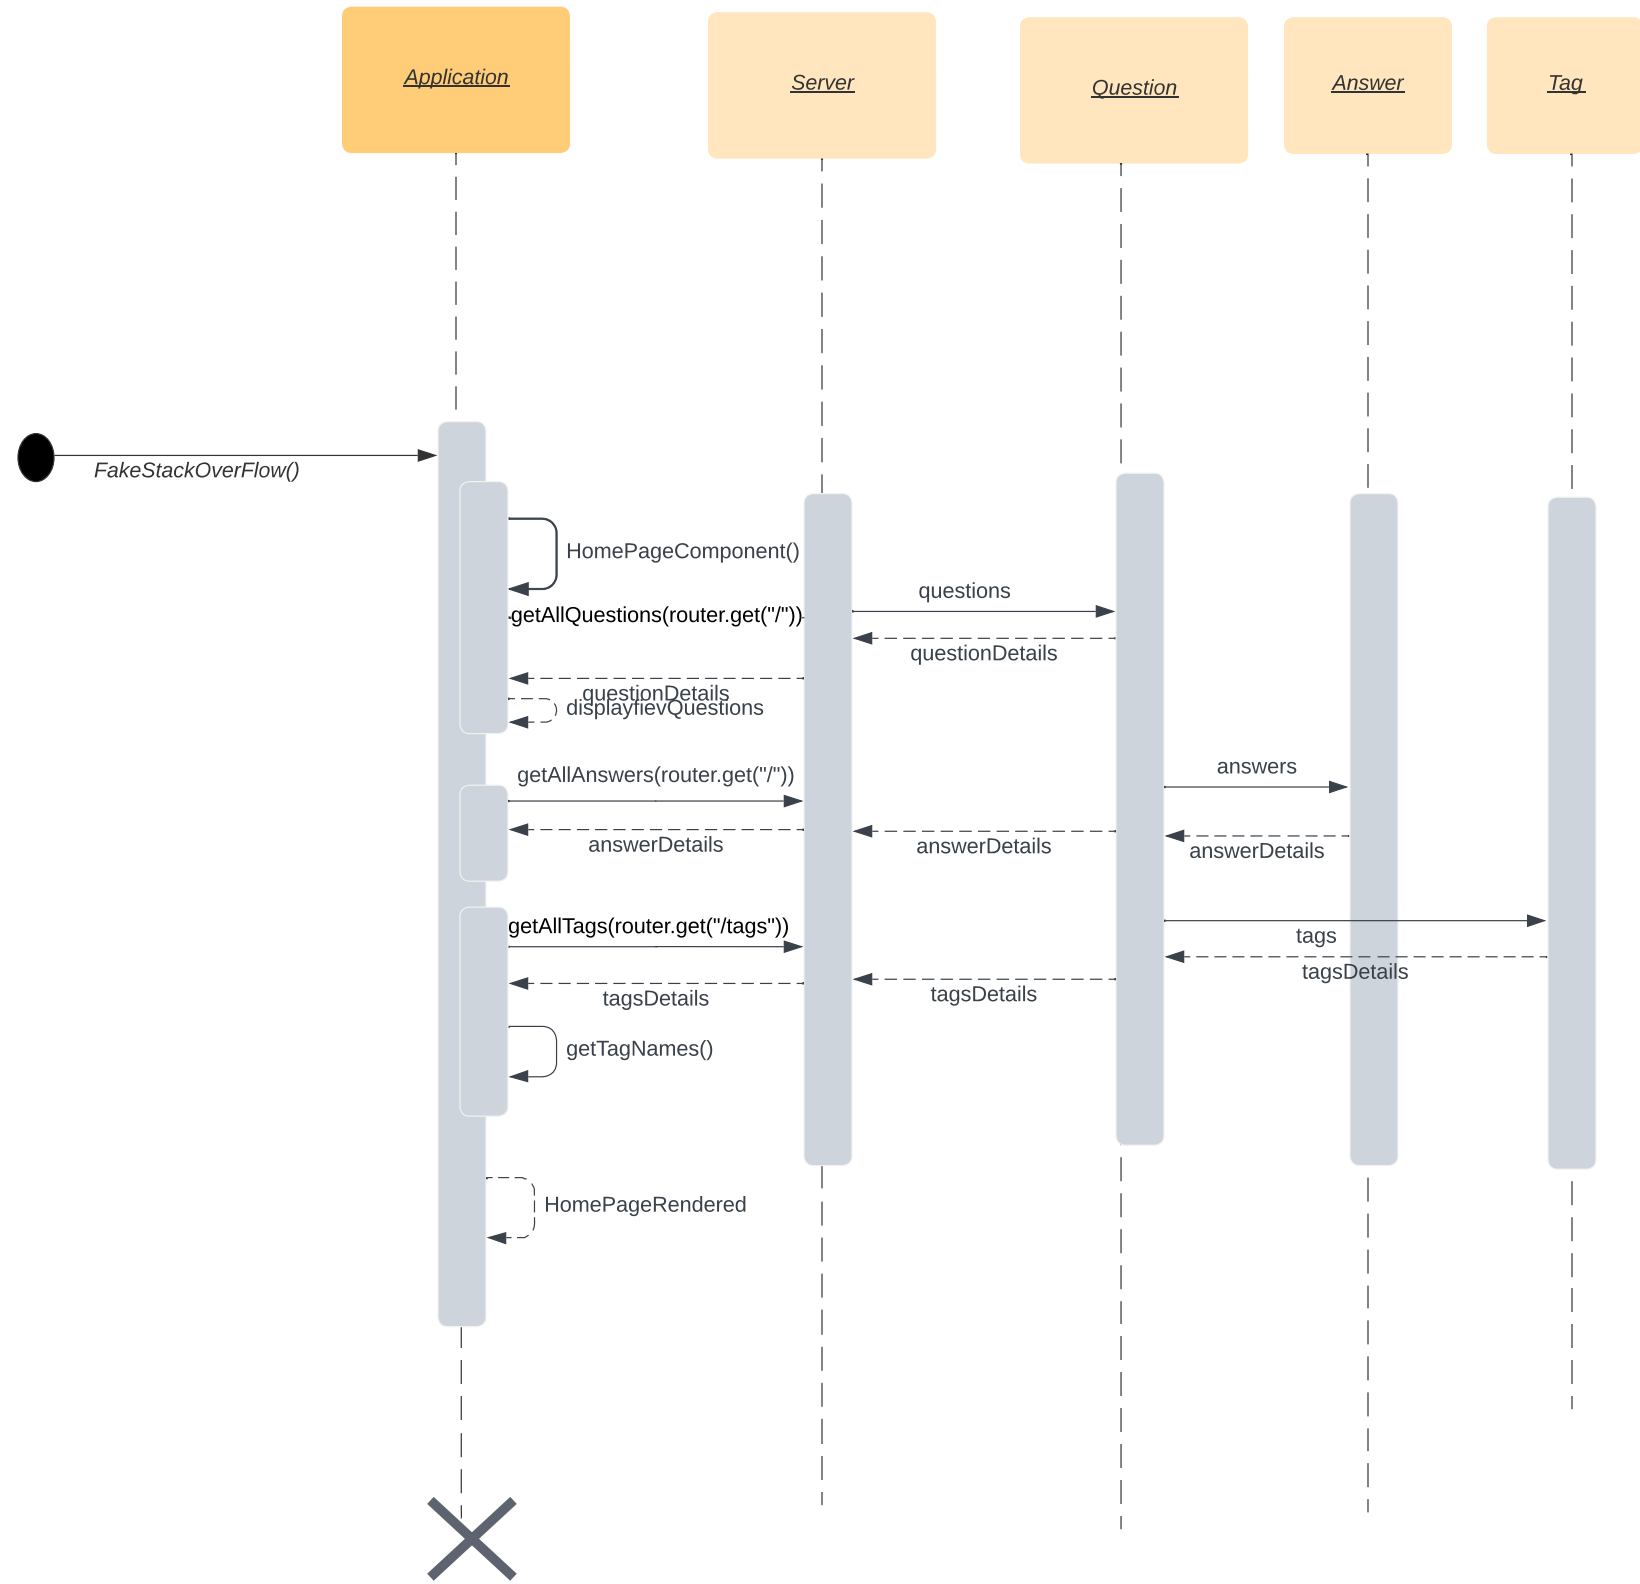 Application
Server
Question
Answer
Tag
FakeStackOverFlow()
HomePageComponent()
questions
getAllQuestions(router.get("/"))
questionDetails
questionDetails
displayfievQuestions
answers
getAllAnswers(router.get("/"))
answerDetails
answerDetails
answerDetails
getAllTags(router.get("/tags"))
tags
tagsDetails
tagsDetails
tagsDetails
getTagNames()
HomePageRendered